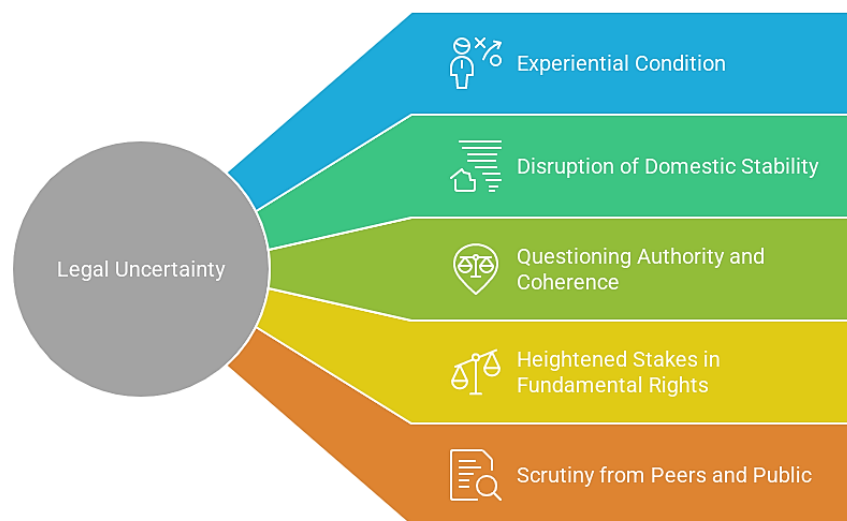 Legal Uncertainty
Experiential Condition
Disruption of Domestic Stability
Questioning Authority and
Coherence
Heightened Stakes in
Fundamental Rights
Scrutiny from Peers and Public